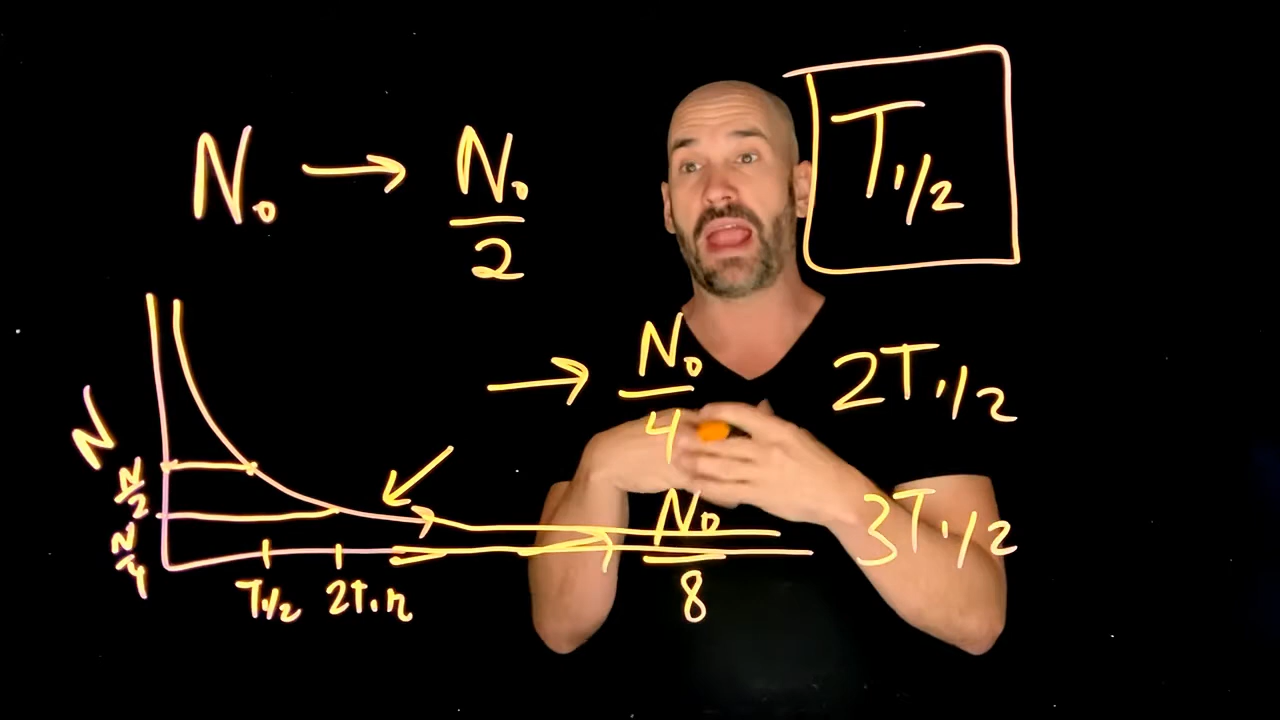 N₀ → N₀/2
T₁/₂
→ N₀/4 2T₁/₂
N₀/8 3T₁/₂
N
N/2
N/4
T₁/₂ 2T₁/₂